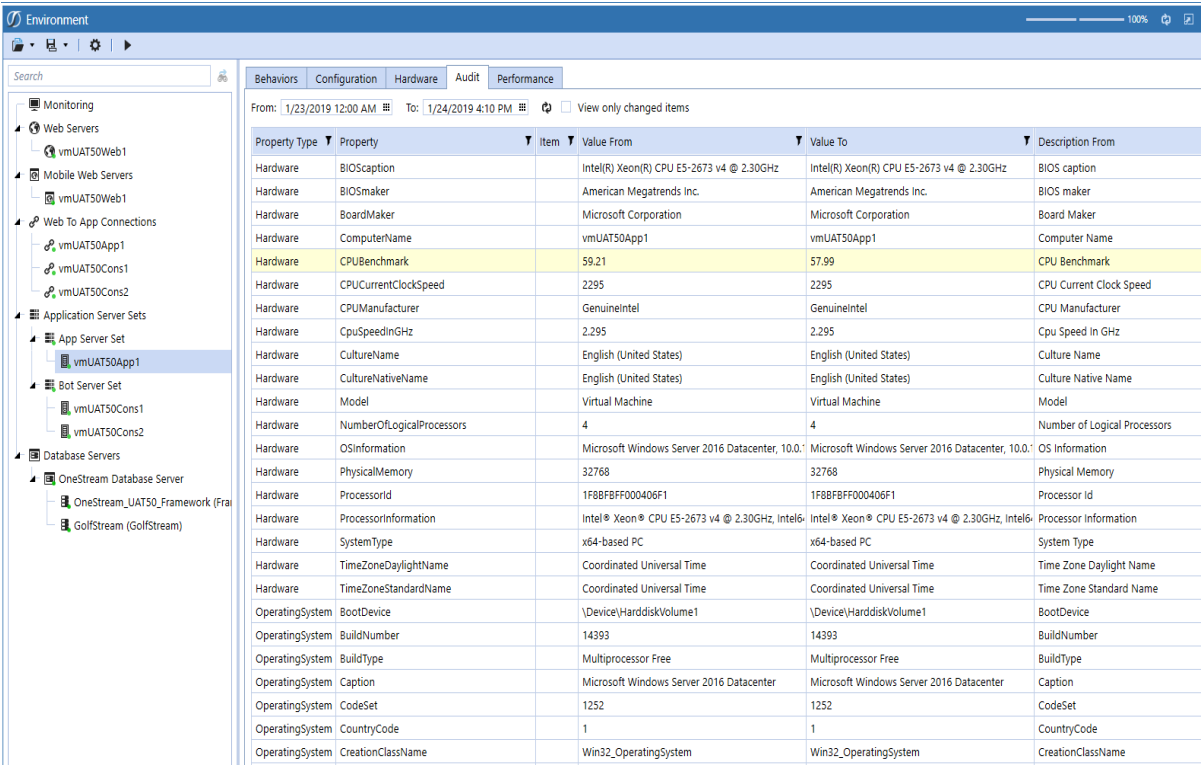 Environment
100%
Search
Monitoring
Web Servers
vmUAT50Web1
Mobile Web Servers
vmUAT50Web1
Web To App Connections
vmUAT50App1
vmUAT50Cons1
vmUAT50Cons2
Application Server Sets
App Server Set
vmUAT50App1
Bot Server Set
vmUAT50Cons1
vmUAT50Cons2
Database Servers
OneStream Database Server
OneStream_UAT50_Framework (Fra
GolfStream (GolfStream)
Behaviors Configuration Hardware Audit Performance
From: 1/23/2019 12:00 AM To: 1/24/2019 4:10 PM View only changed items
Property Type Property Item Value From Value To Description From
Hardware BIOScaption Intel(R) Xeon(R) CPU E5-2673 v4 @ 2.30GHz Intel(R) Xeon(R) CPU E5-2673 v4 @ 2.30GHz BIOS caption
Hardware BIOSmaker American Megatrends Inc. American Megatrends Inc. BIOS maker
Hardware BoardMaker Microsoft Corporation Microsoft Corporation Board Maker
Hardware ComputerName vmUAT50App1 vmUAT50App1 Computer Name
Hardware CPUBenchmark 59.21 57.99 CPU Benchmark
Hardware CPUCurrentClockSpeed 2295 2295 CPU Current Clock Speed
Hardware CPUManufacturer GenuineIntel GenuineIntel CPU Manufacturer
Hardware CpuSpeedInGHz 2.295 2.295 Cpu Speed In GHz
Hardware CultureName English (United States) English (United States) Culture Name
Hardware CultureNativeName English (United States) English (United States) Culture Native Name
Hardware Model Virtual Machine Virtual Machine Model
Hardware NumberOfLogicalProcessors 4 4 Number of Logical Processors
Hardware OSInformation Microsoft Windows Server 2016 Datacenter, 10.0.1 Microsoft Windows Server 2016 Datacenter, 10.0.1 OS Information
Hardware PhysicalMemory 32768 32768 Physical Memory
Hardware ProcessorId 1F8BFBFF000406F1 1F8BFBFF000406F1 Processor Id
Hardware ProcessorInformation Intel® Xeon® CPU E5-2673 v4 @ 2.30GHz, Intel64 Intel® Xeon® CPU E5-2673 v4 @ 2.30GHz, Intel64 Processor Information
Hardware SystemType x64-based PC x64-based PC System Type
Hardware TimeZoneDaylightName Coordinated Universal Time Coordinated Universal Time Time Zone Daylight Name
Hardware TimeZoneStandardName Coordinated Universal Time Coordinated Universal Time Time Zone Standard Name
OperatingSystem BootDevice \Device\HarddiskVolume1 \Device\HarddiskVolume1 BootDevice
OperatingSystem BuildNumber 14393 14393 BuildNumber
OperatingSystem BuildType Multiprocessor Free Multiprocessor Free BuildType
OperatingSystem Caption Microsoft Windows Server 2016 Datacenter Microsoft Windows Server 2016 Datacenter Caption
OperatingSystem CodeSet 1252 1252 CodeSet
OperatingSystem CountryCode 1 1 CountryCode
OperatingSystem CreationClassName Win32_OperatingSystem Win32_OperatingSystem CreationClassName